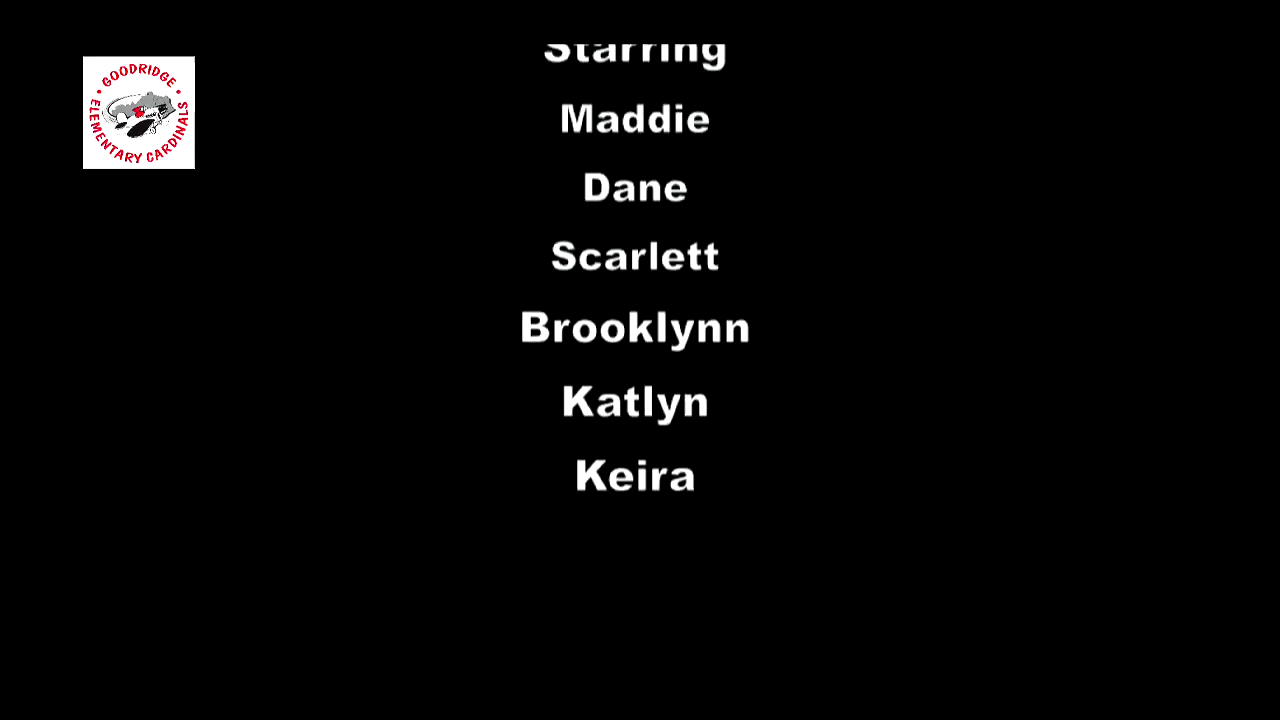 GOODRIDGE
ELEMENTARY CARDINALS
Starring
Maddie
Dane
Scarlett
Brooklynn
Katlyn
Keira